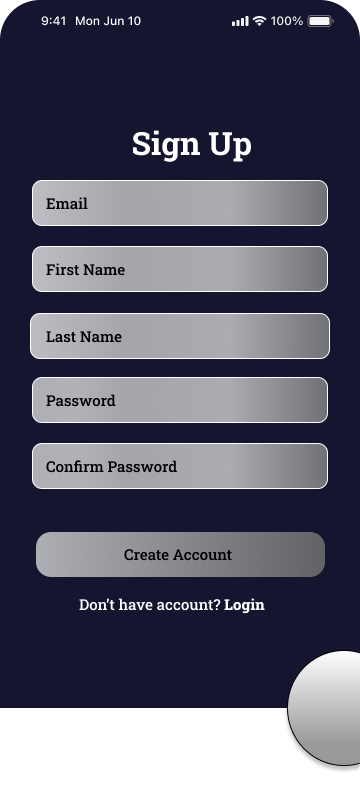 9:41 Mon Jun 10 100%
Sign Up
Email
First Name
Last Name
Password
Confirm Password
Create Account
Don’t have account? Login